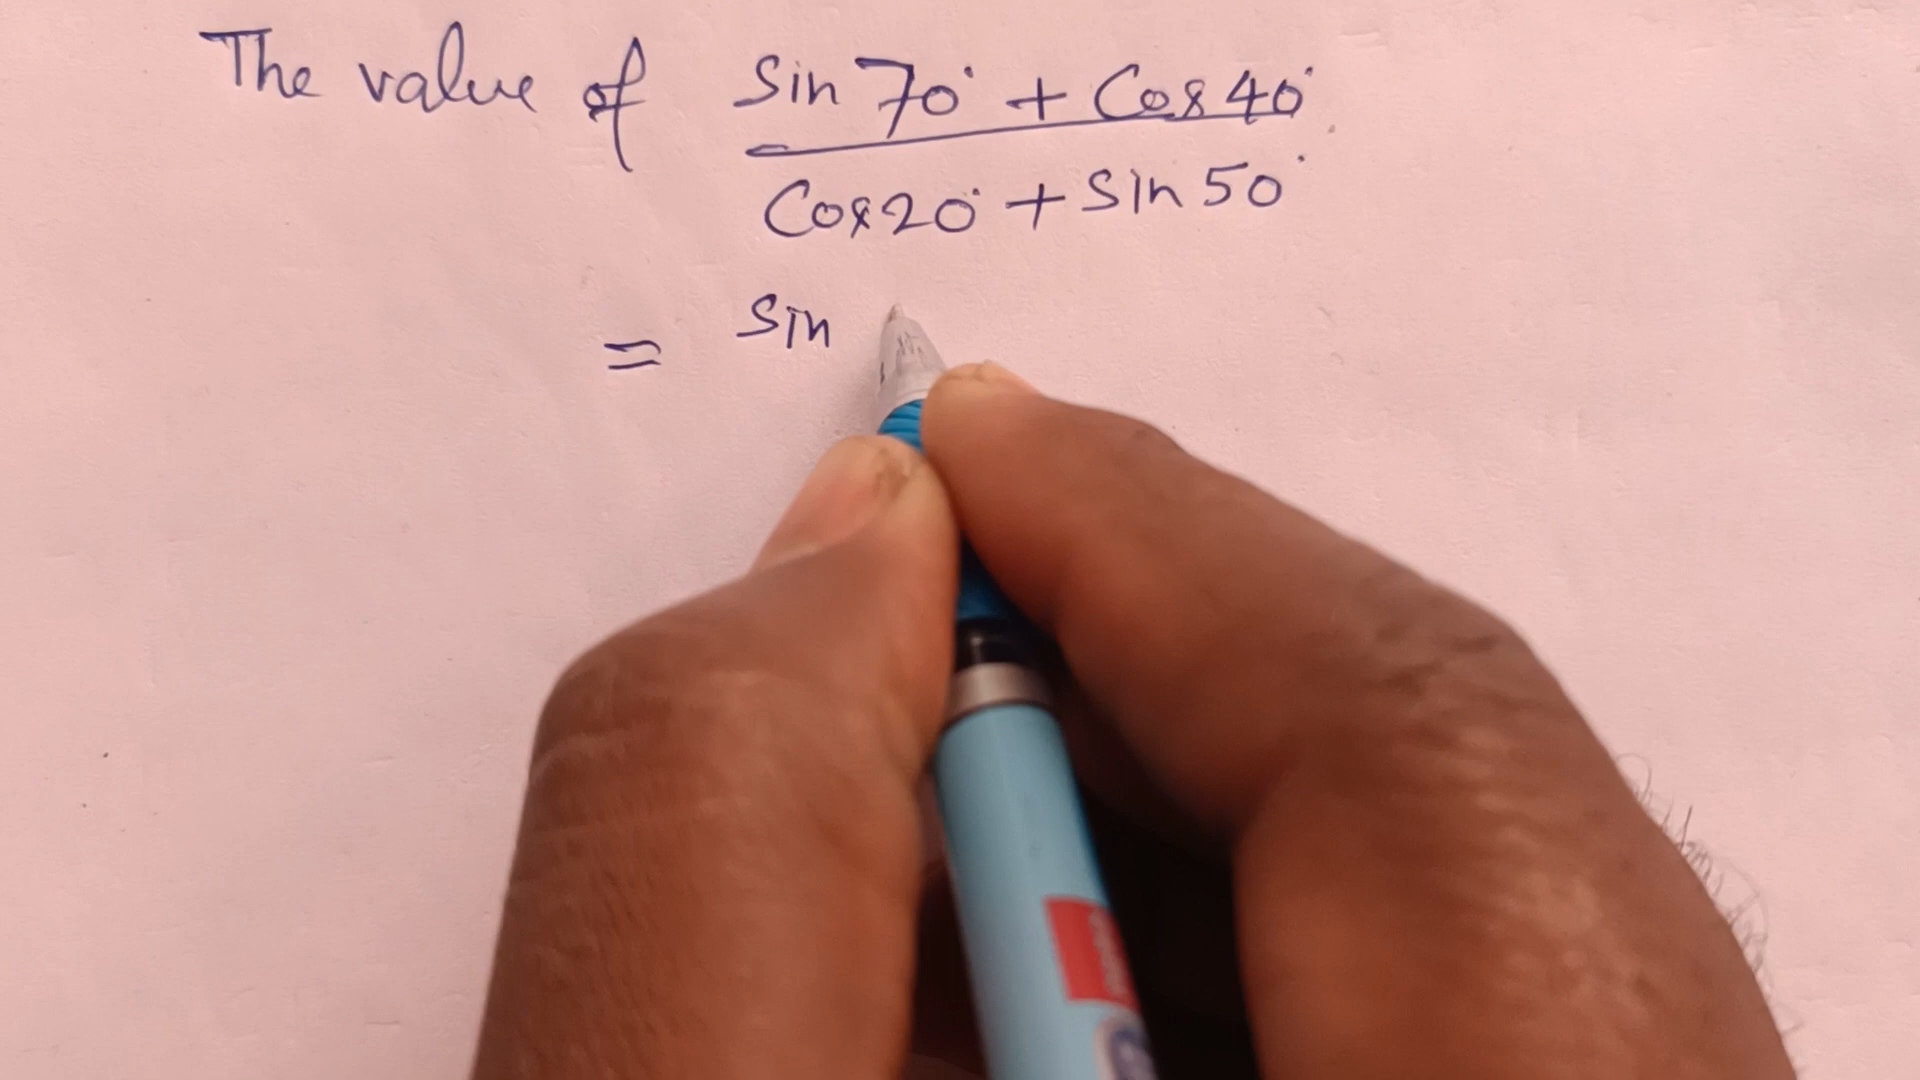 The value of sin 70° + Cos 40°
Cos 20° + sin 50°
= sin